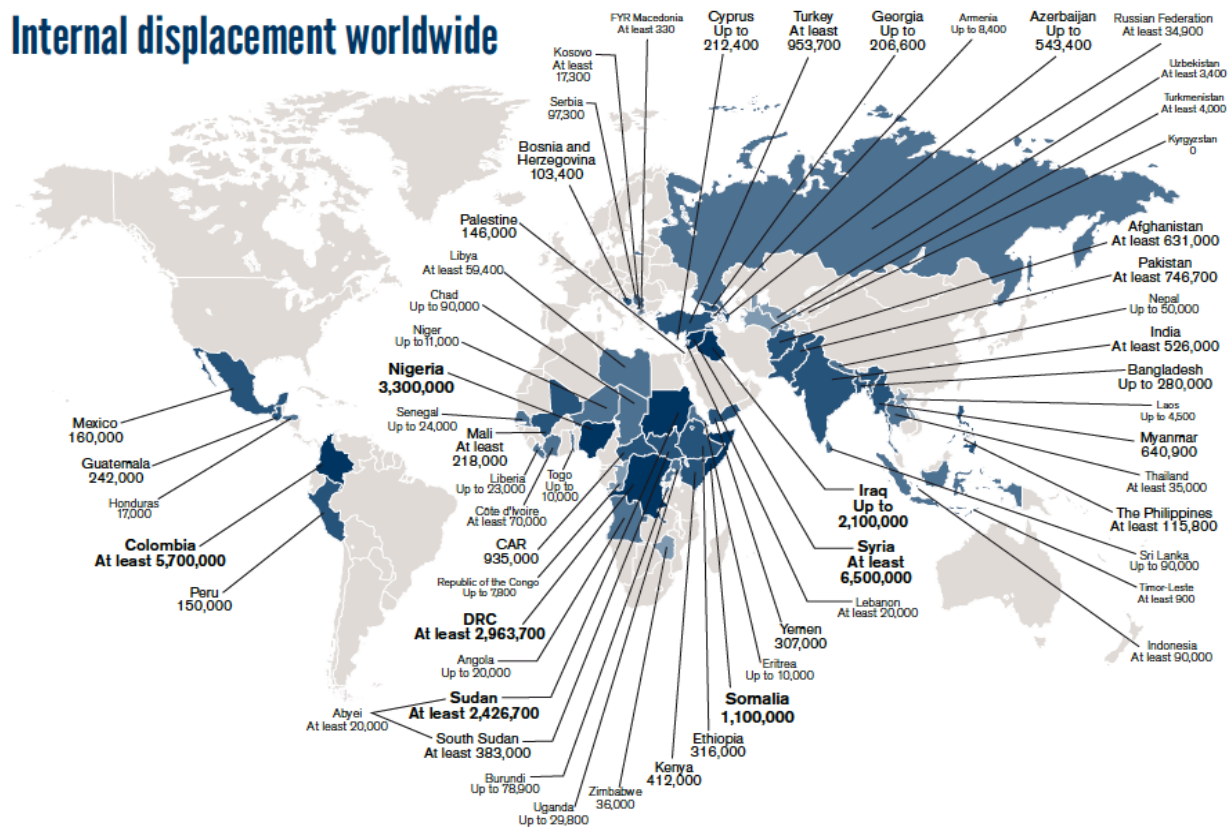 Internal displacement worldwide
FYR Macedonia
At least 330
Cyprus
Up to
212,400
Turkey
At least
953,700
Georgia
Up to
206,600
Armenia
Up to 8,400
Azerbaijan
Up to
543,400
Russian Federation
At least 34,900
Kosovo
At least
17,300
Uzbekistan
At least 3,400
Serbia
97,300
Turkmenistan
At least 4,000
Kyrgyzstan
0
Bosnia and
Herzegovina
103,400
Palestine
146,000
Afghanistan
At least 631,000
Libya
At least 59,400
Pakistan
At least 746,700
Chad
Up to 90,000
Nepal
Up to 50,000
Niger
Up to 11,000
India
At least 526,000
Nigeria
3,300,000
Bangladesh
Up to 280,000
Senegal
Up to 24,000
Laos
Up to 4,500
Mexico
160,000
Mali
At least
218,000
Myanmar
640,900
Guatemala
242,000
Liberia
Up to 23,000
Togo
Up to
10,000
Thailand
At least 35,000
Honduras
17,000
Côte d'Ivoire
At least 70,000
Iraq
Up to
2,100,000
The Philippines
At least 115,800
Colombia
At least 5,700,000
CAR
935,000
Syria
At least
6,500,000
Sri Lanka
Up to 90,000
Peru
150,000
Republic of the Congo
Up to 7,800
Timor-Leste
At least 900
Lebanon
At least 20,000
DRC
At least 2,963,700
Yemen
307,000
Indonesia
At least 90,000
Angola
Up to 20,000
Eritrea
Up to 10,000
Sudan
At least 2,426,700
Somalia
1,100,000
Abyei
At least 20,000
South Sudan
At least 383,000
Ethiopia
316,000
Kenya
412,000
Burundi
Up to 78,900
Zimbabwe
36,000
Uganda
Up to 29,800